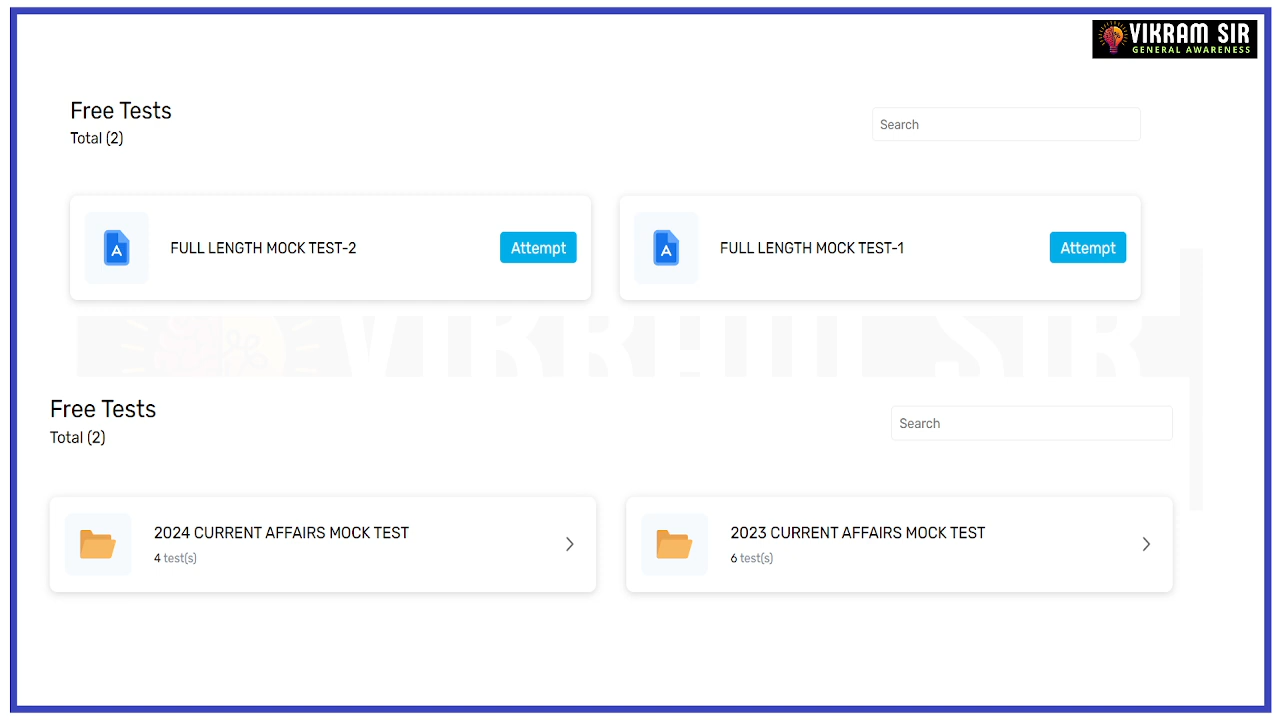 VIKRAM SIR
GENERAL AWARENESS
Free Tests
Total (2)
Search
FULL LENGTH MOCK TEST-2
Attempt
FULL LENGTH MOCK TEST-1
Attempt
VIKRAM SIR
Free Tests
Total (2)
Search
2024 CURRENT AFFAIRS MOCK TEST
4 test(s)
2023 CURRENT AFFAIRS MOCK TEST
6 test(s)